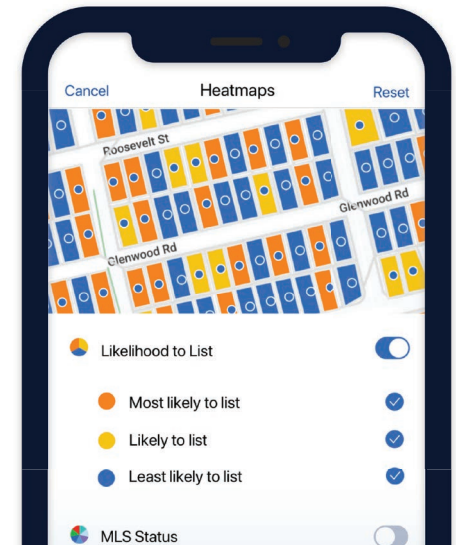 Cancel Heatmaps Reset
Roosevelt St
Glenwood Rd
Glenwood Rd
Likelihood to List
Most likely to list
Likely to list
Least likely to list
MLS Status